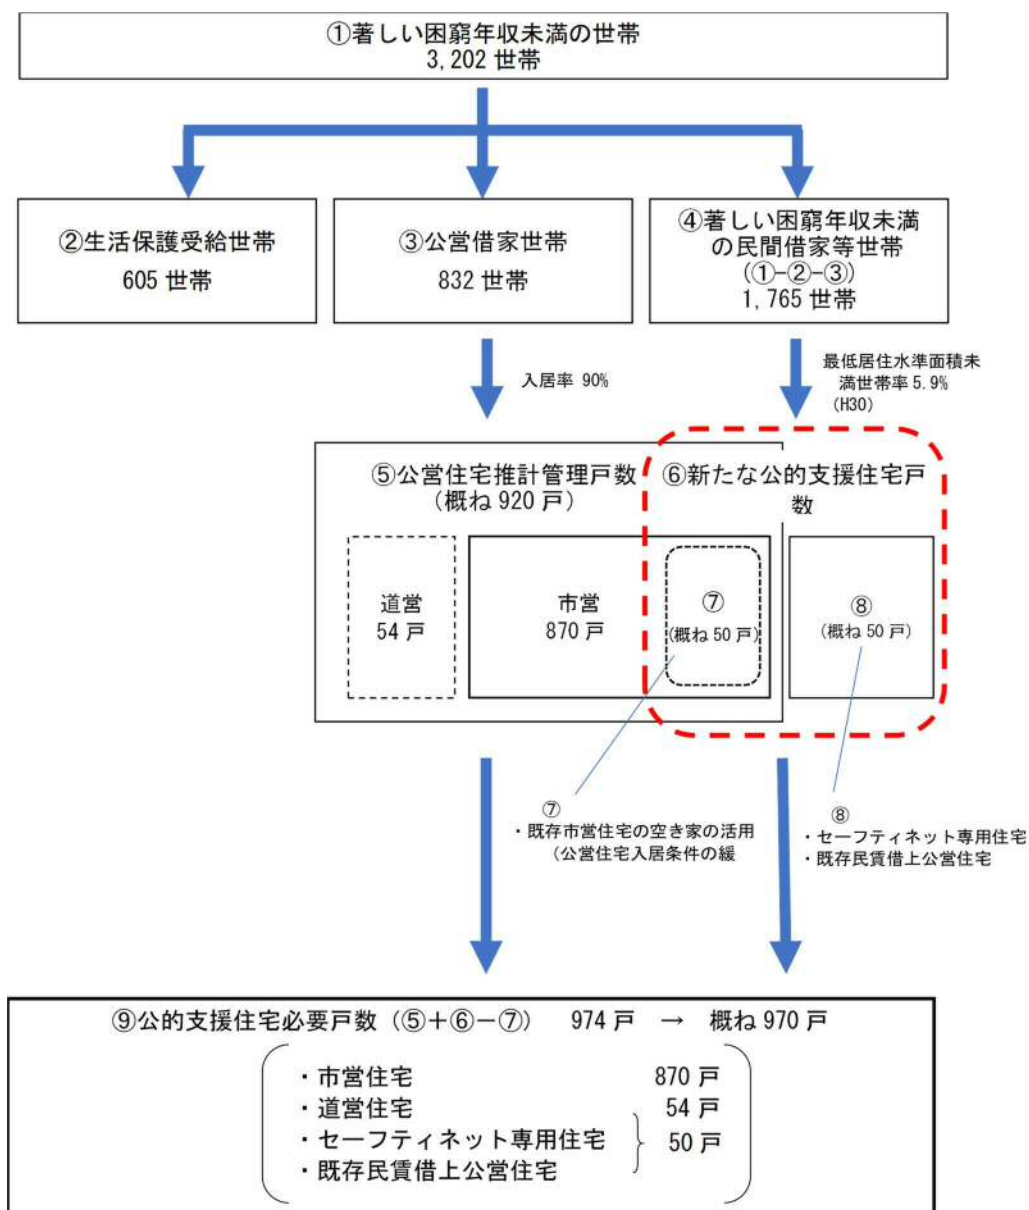 ①著しい困窮年収未満の世帯
3,202 世帯
②生活保護受給世帯
605 世帯
③公営借家世帯
832 世帯
④著しい困窮年収未満
の民間借家等世帯
(①-②-③)
1,765 世帯
入居率 90%
最低居住水準面積未
満世帯率 5.9%
(H30)
⑤公営住宅推計管理戸数
(概ね 920 戸)
⑥新たな公的支援住宅戸
数
道営
54 戸
市営
870 戸
⑦
(概ね 50 戸)
⑧
(概ね 50 戸)
⑦
・既存市営住宅の空き家の活用
(公営住宅入居条件の緩
⑧
・セーフティネット専用住宅
・既存民賃借上公営住宅
⑨公的支援住宅必要戸数 (⑤+⑥-⑦) 974 戸 → 概ね 970 戸
・市営住宅 870 戸
・道営住宅 54 戸
・セーフティネット専用住宅
50 戸
・既存民賃借上公営住宅